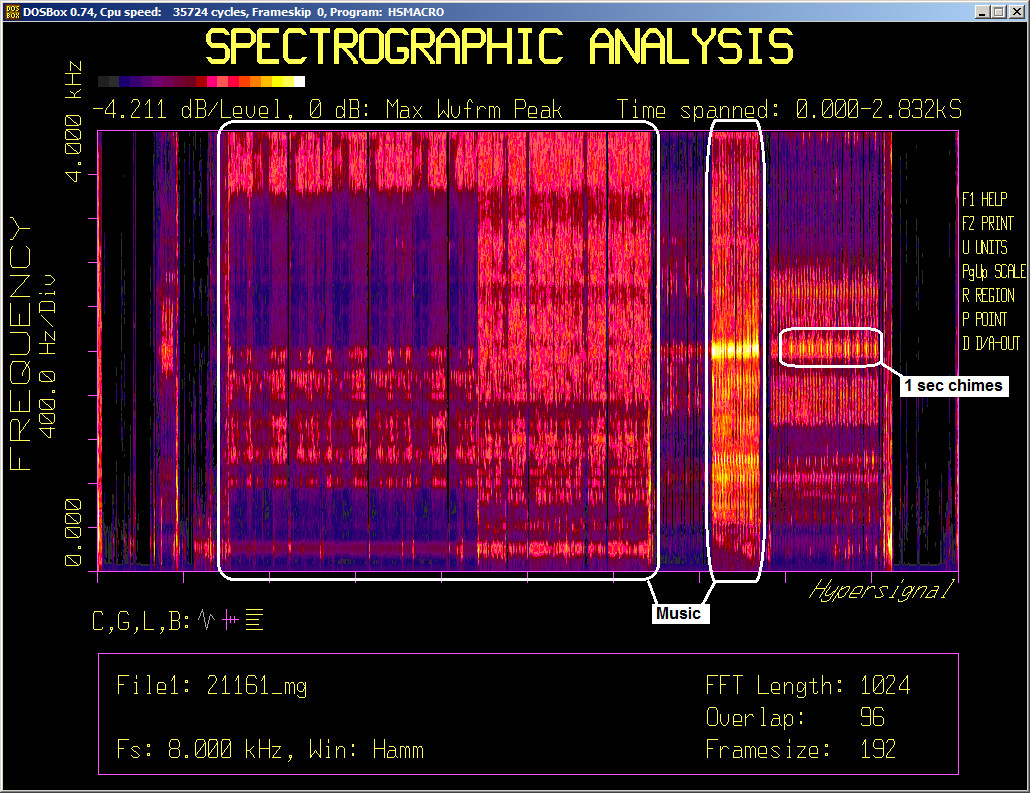 DOSBox 0.74, Cpu speed: 35724 cycles, Frameskip 0, Program: HSMACRO
SPECTROGRAPHIC ANALYSIS
-4.211 dB/Level, 0 dB: Max Wvfrm Peak Time spanned: 0.000-2.832kS
4.000 kHz
FREQUENCY
400.0 Hz/Div
0.000
F1 HELP
F2 PRINT
U UNITS
PgUp SCALE
R REGION
P POINT
D D/A-OUT
1 sec chimes
Music
Hypersignal
C,G,L,B:
File1: 21161_mg
Fs: 8.000 kHz, Win: Hamm
FFT Length: 1024
Overlap: 96
Framesize: 192